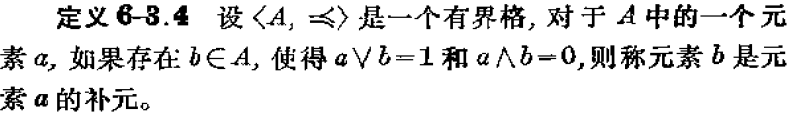 定义 6-3.4 设〈A, ≼〉是一个有界格, 对于 A 中的一个元
素 a, 如果存在 b∈A, 使得 a∨b=1 和 a∧b=0,则称元素 b 是元
素 a 的补元。